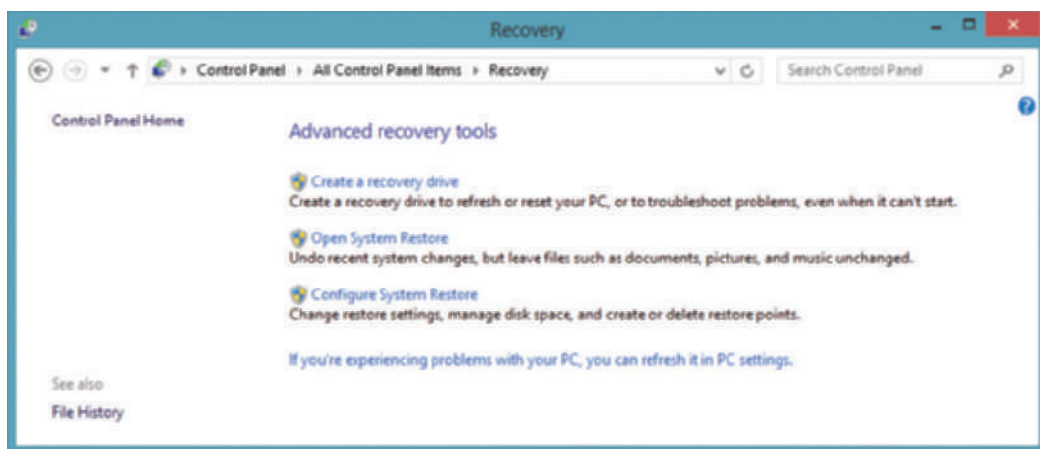 Recovery
Control Panel › All Control Panel Items › Recovery
Search Control Panel
Control Panel Home
Advanced recovery tools
Create a recovery drive
Create a recovery drive to refresh or reset your PC, or to troubleshoot problems, even when it can't start.
Open System Restore
Undo recent system changes, but leave files such as documents, pictures, and music unchanged.
Configure System Restore
Change restore settings, manage disk space, and create or delete restore points.
If you're experiencing problems with your PC, you can refresh it in PC settings.
See also
File History